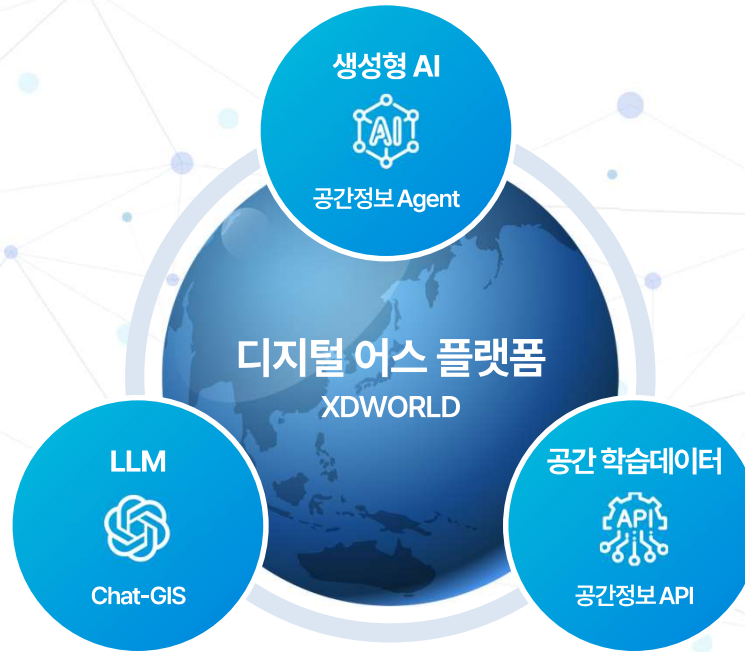 생성형 AI
AI
공간정보 Agent
디지털 어스 플랫폼
XDWORLD
LLM
Chat-GIS
공간 학습데이터
API
공간정보 API